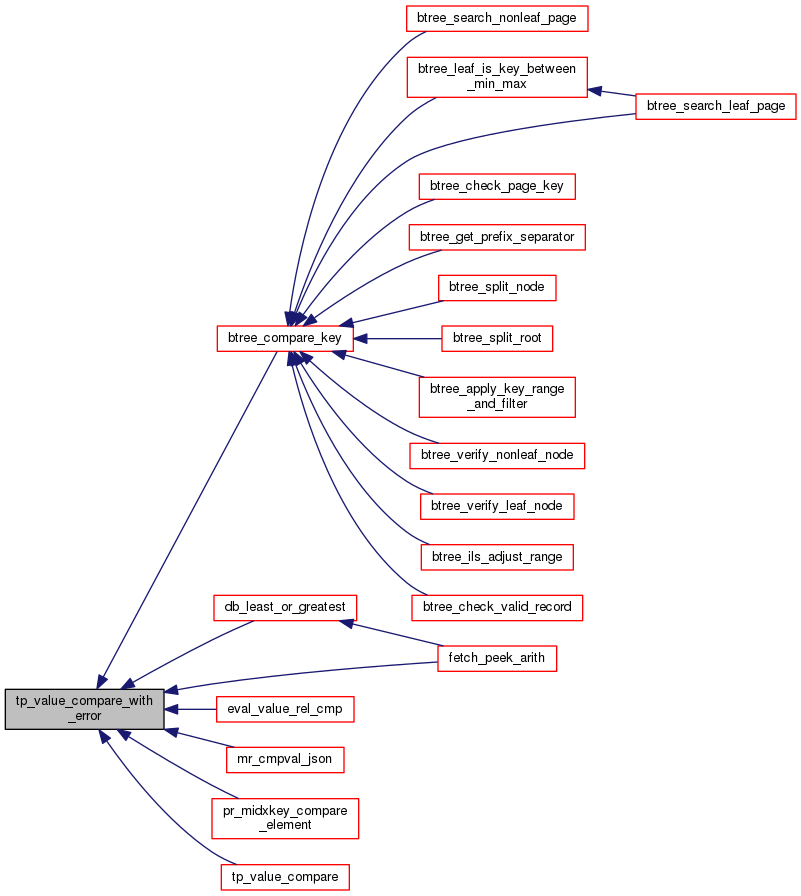 btree_search_nonleaf_page
btree_leaf_is_key_between
_min_max
btree_search_leaf_page
btree_check_page_key
btree_get_prefix_separator
btree_split_node
btree_compare_key
btree_split_root
btree_apply_key_range
_and_filter
btree_verify_nonleaf_node
btree_verify_leaf_node
btree_ils_adjust_range
btree_check_valid_record
db_least_or_greatest
fetch_peek_arith
tp_value_compare_with
_error
eval_value_rel_cmp
mr_cmpval_json
pr_midxkey_compare
_element
tp_value_compare